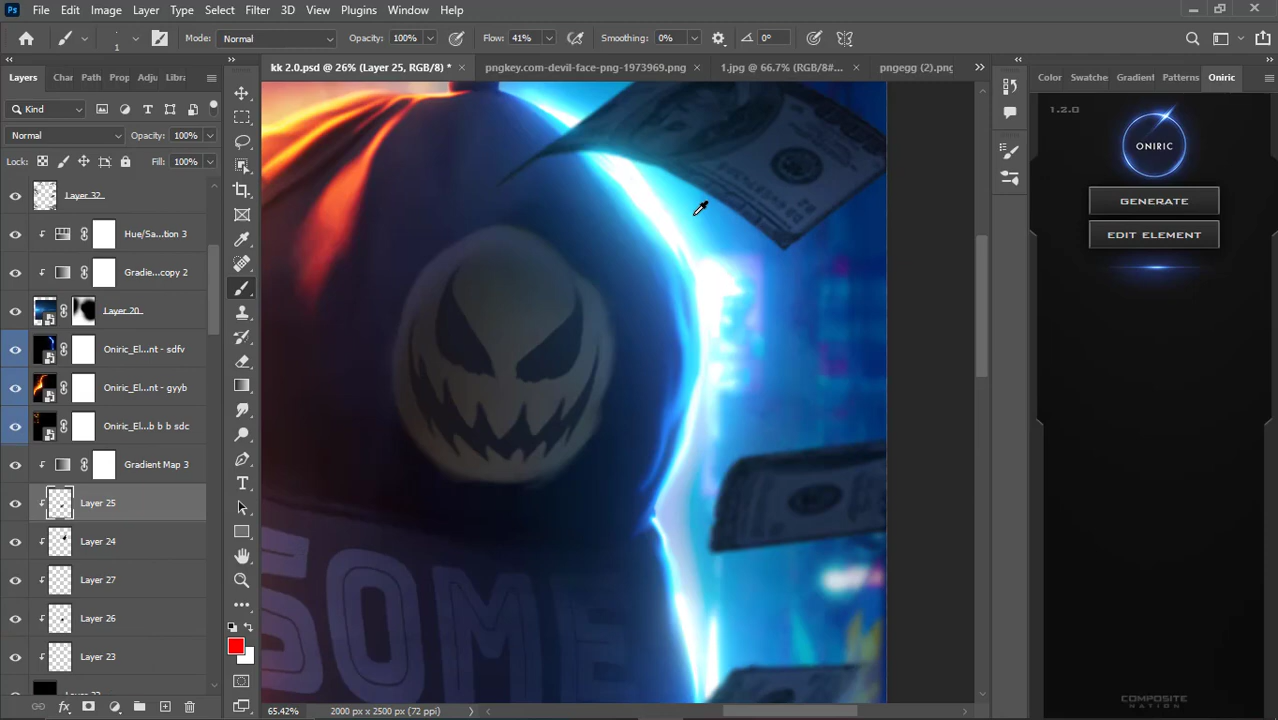 File Edit Image Layer Type Select Filter 3D View Plugins Window Help
1 Mode: Normal Opacity: 100% Flow: 41% Smoothing: 0% 0°
Layers Char Path Prop Adju Libra
kk 2.0.psd @ 26% (Layer 25, RGB/8) * pngkey.com-devil-face-png-1973969.png 1.jpg @ 66.7% (RGB/8#... pngegg (2).png
Color Swatche Gradient Patterns Oniric
Kind
Normal Opacity: 100%
Lock: Fill: 100%
Layer 32
Hue/Sa...tion 3
Gradie...copy 2
Layer 20
Oniric_El...nt - sdfv
Oniric_El...nt - gyyb
Oniric_El...b b b sdc
Gradient Map 3
Layer 25
Layer 24
Layer 27
Layer 26
Layer 23
SOME
65.42% 2000 px x 2500 px (72 ppi)
1.2.0
ONIRIC
GENERATE
EDIT ELEMENT
COMPOSITE
NATION